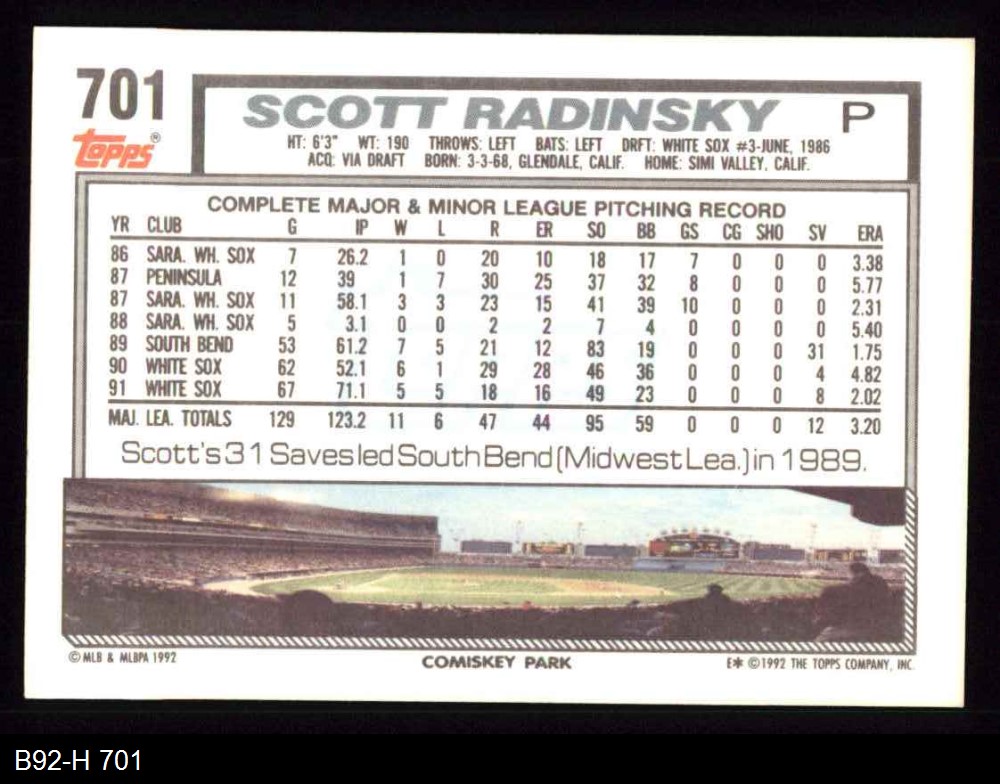 701
Topps®
SCOTT RADINSKY P
HT: 6'3" WT: 190 THROWS: LEFT BATS: LEFT DRFT: WHITE SOX #3-JUNE, 1986
ACQ: VIA DRAFT BORN: 3-3-68, GLENDALE, CALIF. HOME: SIMI VALLEY, CALIF.
COMPLETE MAJOR & MINOR LEAGUE PITCHING RECORD
YR CLUB G IP W L R ER SO BB GS CG SHO SV ERA
86 SARA. WH. SOX 7 26.2 1 0 20 10 18 17 7 0 0 0 3.38
87 PENINSULA 12 39 1 7 30 25 37 32 8 0 0 0 5.77
87 SARA. WH. SOX 11 58.1 3 3 23 15 41 39 10 0 0 0 2.31
88 SARA. WH. SOX 5 3.1 0 0 2 2 7 4 0 0 0 0 5.40
89 SOUTH BEND 53 61.2 7 5 21 12 83 19 0 0 0 31 1.75
90 WHITE SOX 62 52.1 6 1 29 28 46 36 0 0 0 4 4.82
91 WHITE SOX 67 71.1 5 5 18 16 49 23 0 0 0 8 2.02
MAJ. LEA. TOTALS 129 123.2 11 6 47 44 95 59 0 0 0 12 3.20
Scott's 31 Saves led South Bend (Midwest Lea.) in 1989.
© MLB & MLBPA 1992 COMISKEY PARK E* © 1992 THE TOPPS COMPANY, INC.
B92-H 701